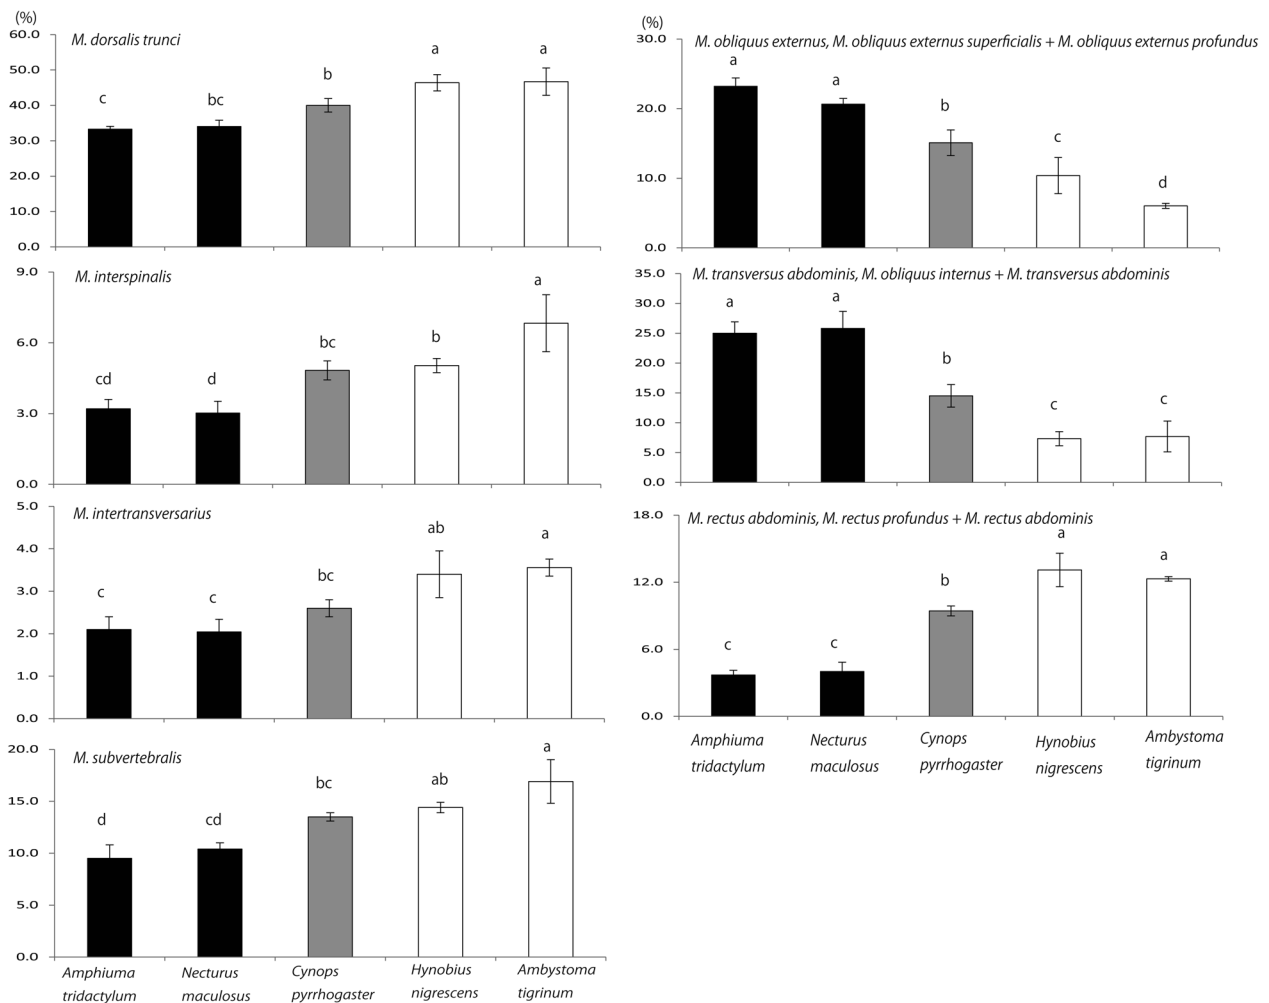 (%)
M. dorsalis trunci
60.0
50.0
40.0
30.0
20.0
10.0
0.0
c
bc
b
a
a
M. interspinalis
9.0
6.0
3.0
0.0
cd
d
bc
b
a
M. intertransversarius
5.0
4.0
3.0
2.0
1.0
0.0
c
c
bc
ab
a
M. subvertebralis
20.0
15.0
10.0
5.0
0.0
d
cd
bc
ab
a
Amphiuma
tridactylum
Necturus
maculosus
Cynops
pyrrhogaster
Hynobius
nigrescens
Ambystoma
tigrinum
(%)
M. obliquus externus, M. obliquus externus superficialis + M. obliquus externus profundus
30.0
20.0
10.0
0.0
a
a
b
c
d
M. transversus abdominis, M. obliquus internus + M. transversus abdominis
35.0
30.0
25.0
20.0
15.0
10.0
5.0
0.0
a
a
b
c
c
M. rectus abdominis, M. rectus profundus + M. rectus abdominis
18.0
12.0
6.0
0.0
c
c
b
a
a
Amphiuma
tridactylum
Necturus
maculosus
Cynops
pyrrhogaster
Hynobius
nigrescens
Ambystoma
tigrinum